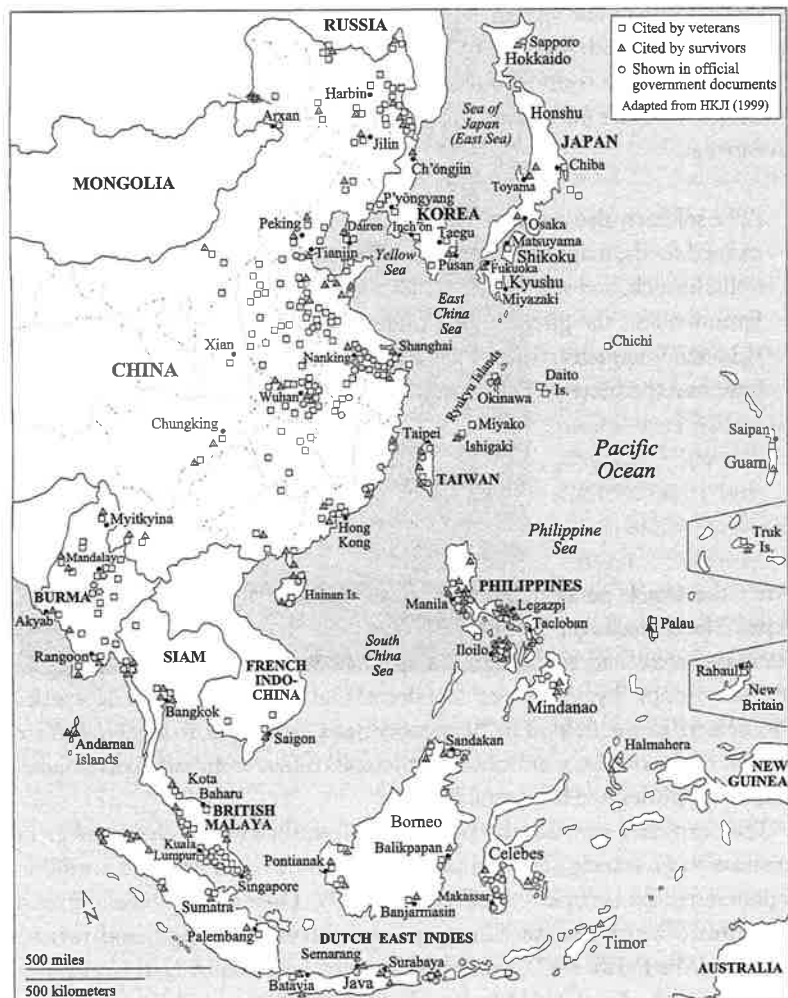 RUSSIA
□ Cited by veterans
△ Cited by survivors
○ Shown in official
government documents
Adapted from HKJI (1999)
Sapporo
Hokkaido
Harbin
Arxan
Jilin
Sea of
Japan
(East Sea)
Honshu
JAPAN
MONGOLIA
Ch'ŏngjin
Chiba
Toyama
P'yŏngyang
KOREA
Peking
Dairen
Inch'on
Taegu
Osaka
Tianjin
Matsuyama
Shikoku
Yellow
Sea
Pusan
Fukuoka
Kyushu
Miyazaki
East
China
Sea
Xian
CHINA
Nanking
Shanghai
Chichi
Ryukyu Islands
Daito
Is.
Okinawa
Wuhan
Chungking
Taipei
Miyako
Ishigaki
Pacific
Ocean
Saipan
Guam
TAIWAN
Myitkyina
Hong
Kong
Philippine
Sea
Truk
Is.
Mandalay
BURMA
Hainan Is.
PHILIPPINES
Manila
Legazpi
Tacloban
Palau
Akyab
Rangoon
SIAM
South
China
Sea
Iloilo
FRENCH
INDO-
CHINA
Rabaul
New
Britain
Mindanao
Bangkok
Saigon
Andaman
Islands
Sandakan
Halmahera
NEW
GUINEA
Kota
Baharu
BRITISH
MALAYA
Borneo
Kuala
Lumpur
Balikpapan
Celebes
Pontianak
Singapore
Sumatra
Makassar
Banjarmasin
Palembang
Timor
DUTCH EAST INDIES
N
500 miles
500 kilometers
Semarang
Surabaya
Batavia
Java
AUSTRALIA